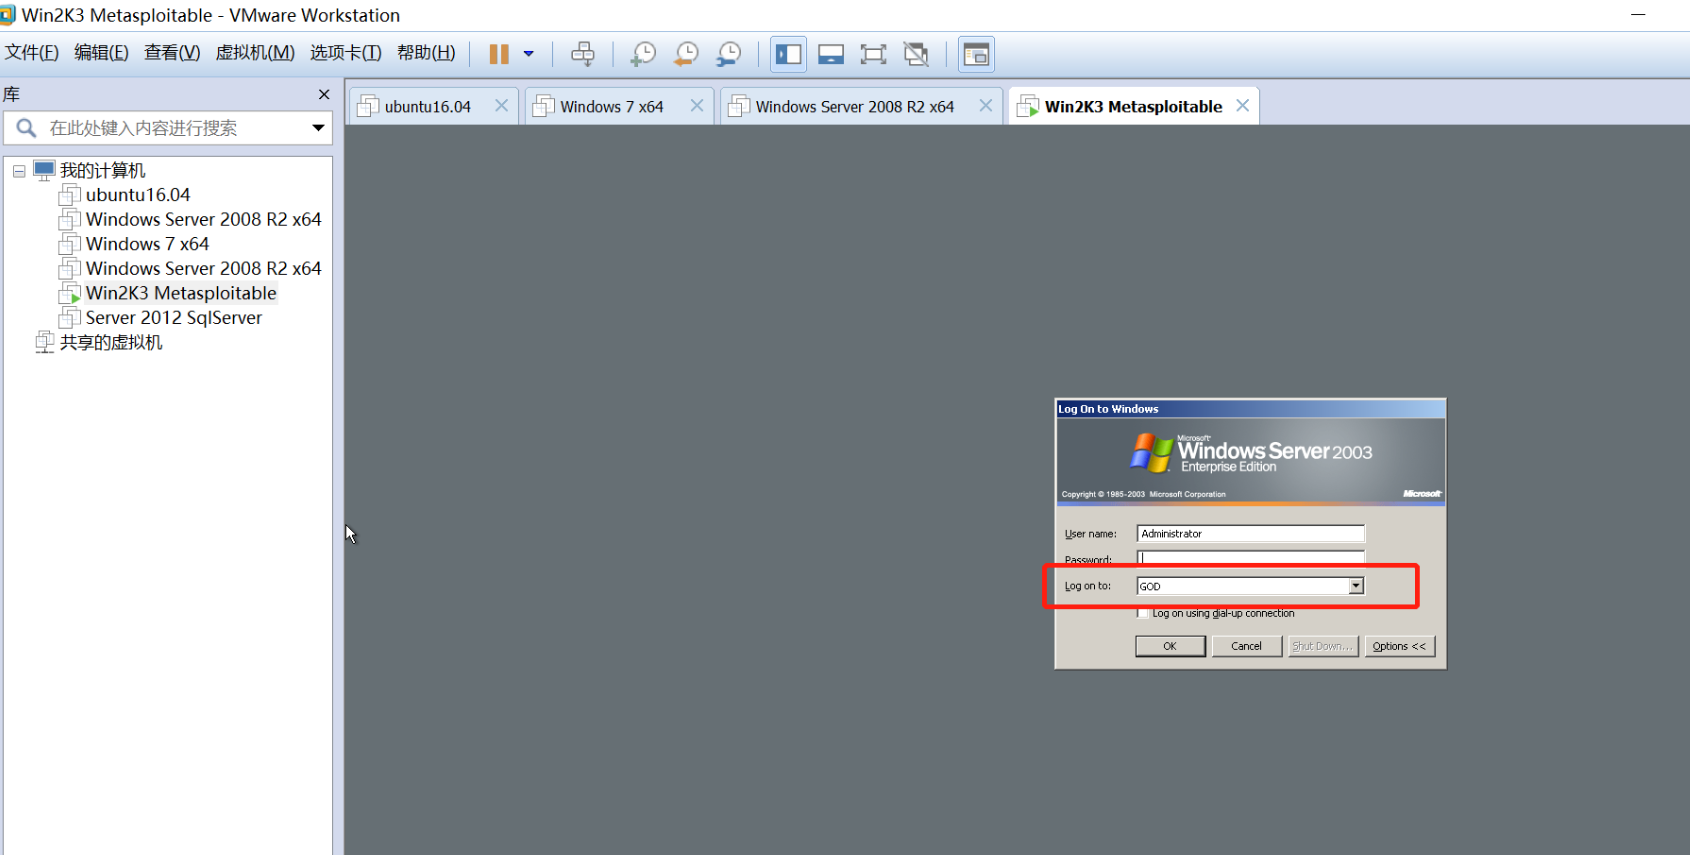 Win2K3 Metasploitable - VMware Workstation
文件(F) 编辑(E) 查看(V) 虚拟机(M) 选项卡(T) 帮助(H)
库
在此处键入内容进行搜索
我的计算机
ubuntu16.04
Windows Server 2008 R2 x64
Windows 7 x64
Windows Server 2008 R2 x64
Win2K3 Metasploitable
Server 2012 SqlServer
共享的虚拟机
ubuntu16.04 Windows 7 x64 Windows Server 2008 R2 x64 Win2K3 Metasploitable
Log On to Windows
Microsoft
Windows Server 2003
Enterprise Edition
Copyright © 1985-2003 Microsoft Corporation Microsoft
User name: Administrator
Password:
Log on to: GOD
Log on using dial-up connection
OK Cancel Shut Down... Options <<